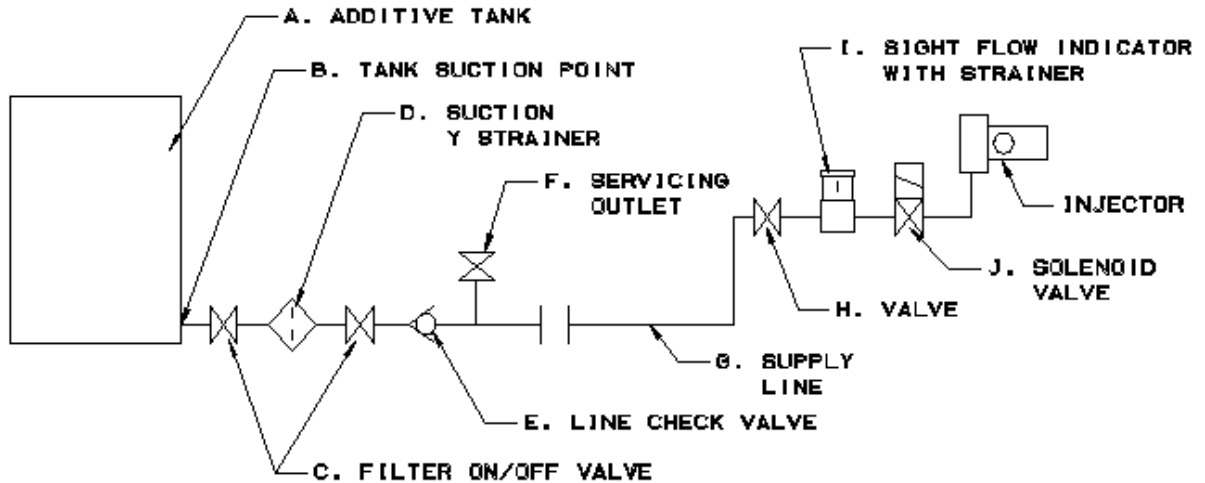 A. ADDITIVE TANK
B. TANK SUCTION POINT
D. SUCTION
Y STRAINER
F. SERVICING
OUTLET
I. SIGHT FLOW INDICATOR
WITH STRAINER
INJECTOR
J. SOLENOID
VALVE
H. VALVE
G. SUPPLY
LINE
E. LINE CHECK VALVE
C. FILTER ON/OFF VALVE